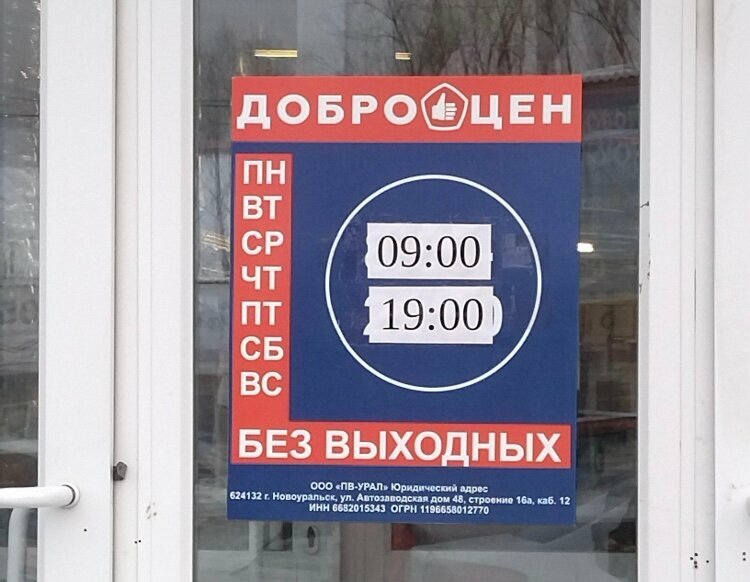 ДОБРОЦЕН
ПН
ВТ
СР
ЧТ
ПТ
СБ
ВС
09:00
19:00
БЕЗ ВЫХОДНЫХ
ООО «ПВ-УРАЛ» Юридический адрес
624132 г. Новоуральск, ул. Автозаводская дом 48, строение 16а, каб. 12
ИНН 6682015343 ОГРН 1196658012770